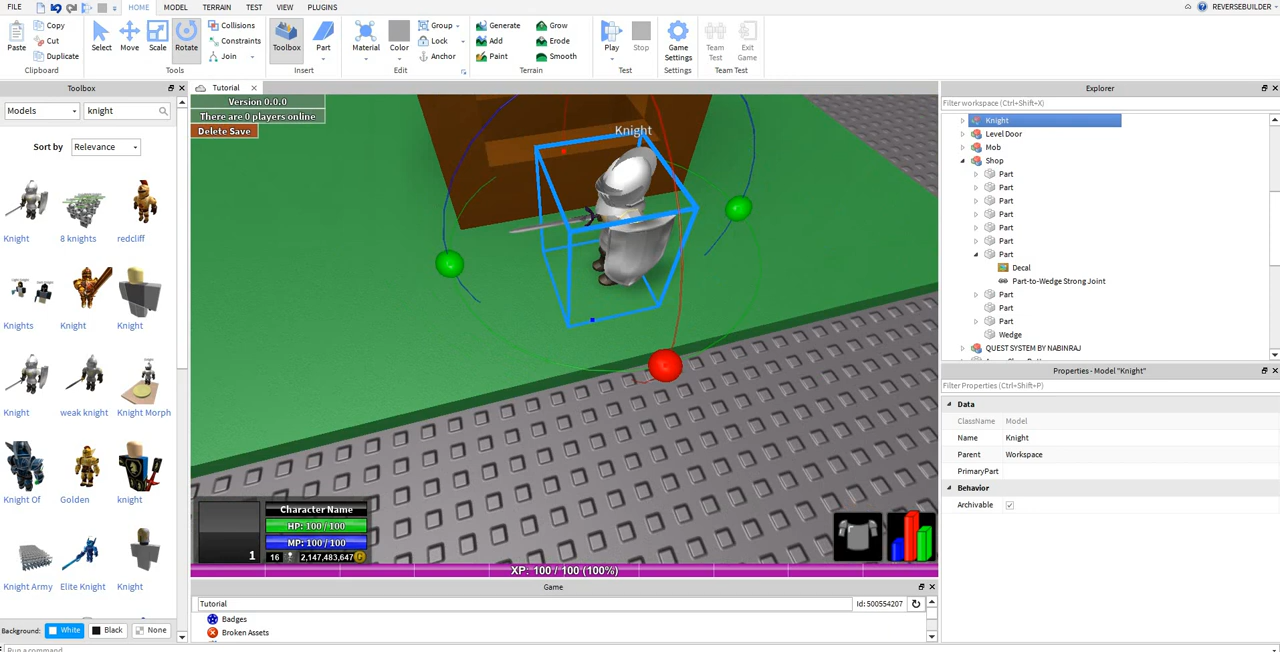 FILE HOME MODEL TERRAIN TEST VIEW PLUGINS REVERSEBUILDER
Paste Copy Cut Duplicate Clipboard
Select Move Scale Rotate Collisions Constraints Join Tools
Toolbox Part Insert
Material Color Group Lock Anchor Edit
Generate Add Paint Grow Erode Smooth Terrain
Play Stop Test
Game Settings Settings
Team Test Exit Game Team Test
Toolbox
Models knight
Sort by Relevance
Knight 8 knights redcliff
Knights Knight Knight
Knight weak knight Knight Morph
Knight Of Golden knight
Knight Army Elite Knight Knight
Background: White Black None
Run a command
Tutorial
Version 0.0.0
There are 0 players online
Delete Save
Knight
Character Name
HP: 100 / 100
MP: 100 / 100
1 16 2,147,483,647
XP: 100 / 100 (100%)
Game
Tutorial Id: 500554207
Badges
Broken Assets
Explorer
Filter workspace (Ctrl+Shift+X)
Knight
Level Door
Mob
Shop
Part
Part
Part
Part
Part
Part
Part
Decal
Part-to-Wedge Strong Joint
Part
Part
Part
Wedge
QUEST SYSTEM BY NABINRAJ
Properties - Model "Knight"
Filter Properties (Ctrl+Shift+P)
Data
ClassName Model
Name Knight
Parent Workspace
PrimaryPart
Behavior
Archivable